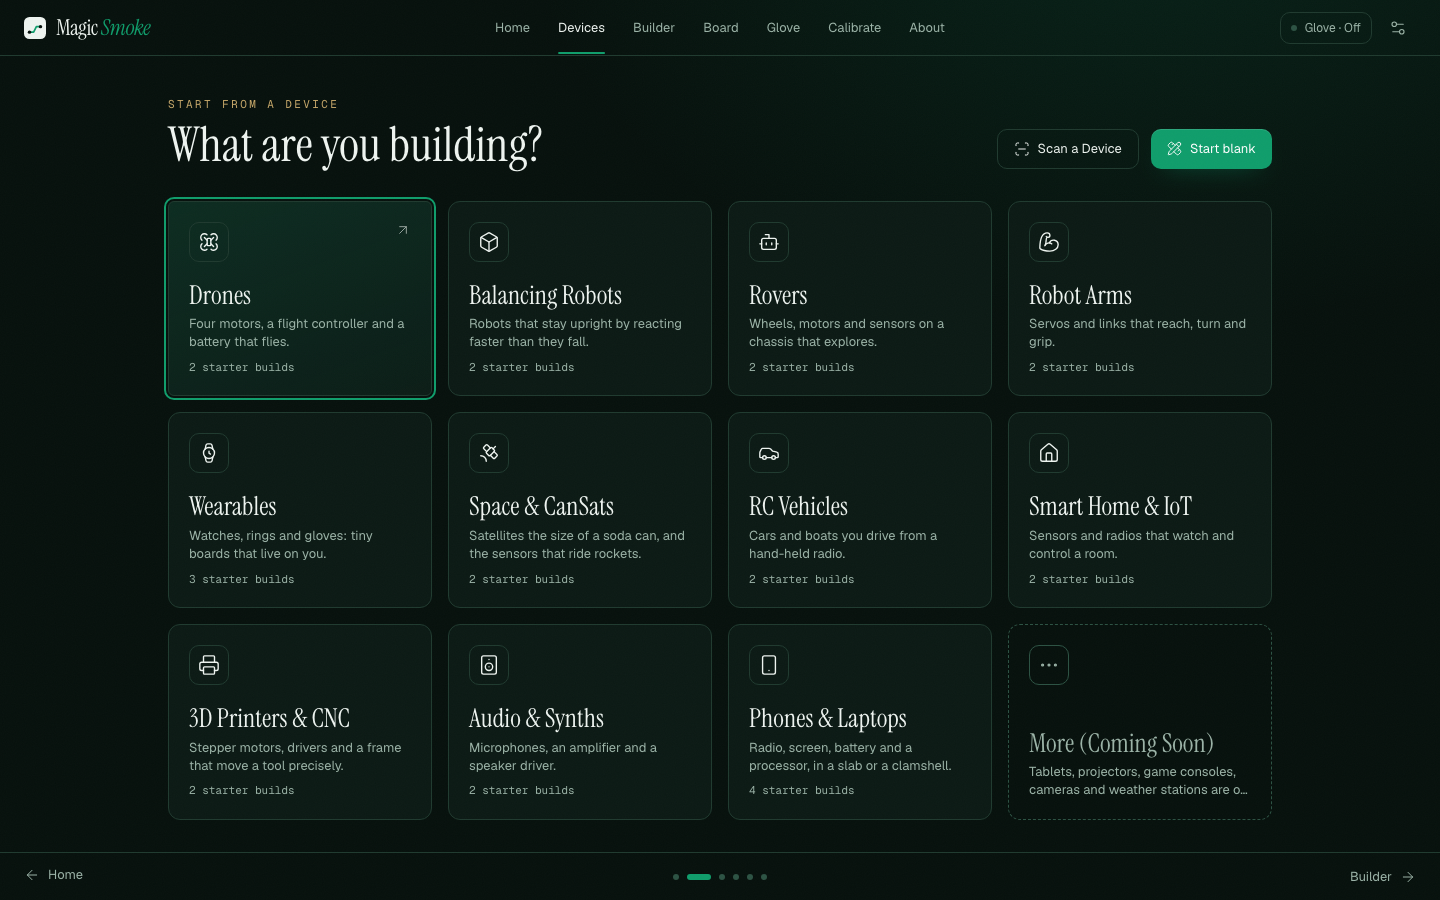 Magic Smoke
Home
Devices
Builder
Board
Glove
Calibrate
About
Glove · Off
START FROM A DEVICE
What are you building?
Scan a Device
Start blank
Drones
Four motors, a flight controller and a
battery that flies.
2 starter builds
Balancing Robots
Robots that stay upright by reacting
faster than they fall.
2 starter builds
Rovers
Wheels, motors and sensors on a
chassis that explores.
2 starter builds
Robot Arms
Servos and links that reach, turn and
grip.
2 starter builds
Wearables
Watches, rings and gloves: tiny
boards that live on you.
3 starter builds
Space & CanSats
Satellites the size of a soda can, and
the sensors that ride rockets.
2 starter builds
RC Vehicles
Cars and boats you drive from a
hand-held radio.
2 starter builds
Smart Home & IoT
Sensors and radios that watch and
control a room.
2 starter builds
3D Printers & CNC
Stepper motors, drivers and a frame
that move a tool precisely.
2 starter builds
Audio & Synths
Microphones, an amplifier and a
speaker driver.
2 starter builds
Phones & Laptops
Radio, screen, battery and a
processor, in a slab or a clamshell.
4 starter builds
More (Coming Soon)
Tablets, projectors, game consoles,
cameras and weather stations are o…
Home
Builder